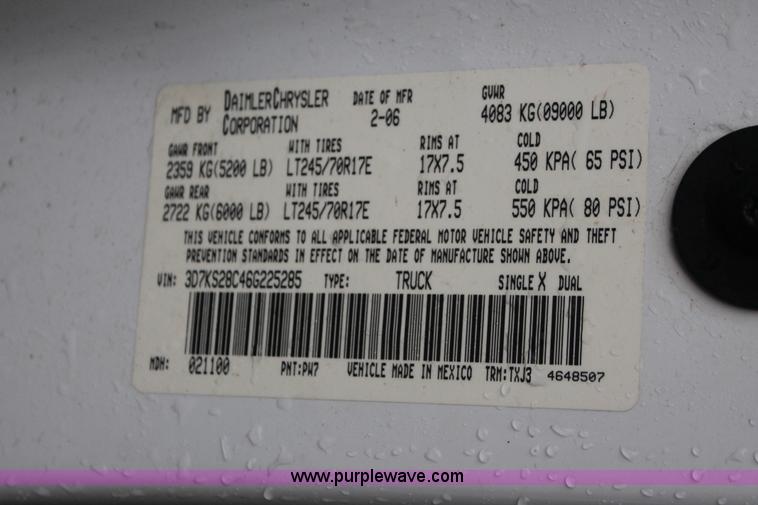 MFD BY DAIMLERCHRYSLER CORPORATION DATE OF MFR 2-06 GVWR 4083 KG(09000 LB)
GAWR FRONT WITH TIRES RIMS AT COLD
2359 KG(5200 LB) LT245/70R17E 17X7.5 450 KPA( 65 PSI)
GAWR REAR WITH TIRES RIMS AT COLD
2722 KG(6000 LB) LT245/70R17E 17X7.5 550 KPA( 80 PSI)
THIS VEHICLE CONFORMS TO ALL APPLICABLE FEDERAL MOTOR VEHICLE SAFETY AND THEFT
PREVENTION STANDARDS IN EFFECT ON THE DATE OF MANUFACTURE SHOWN ABOVE.
VIN: 3D7KS28C46G225285 TYPE: TRUCK SINGLE X DUAL
MDH: 021100 PNT:PW7 VEHICLE MADE IN MEXICO TRM:TXJ3 4648507
www.purplewave.com